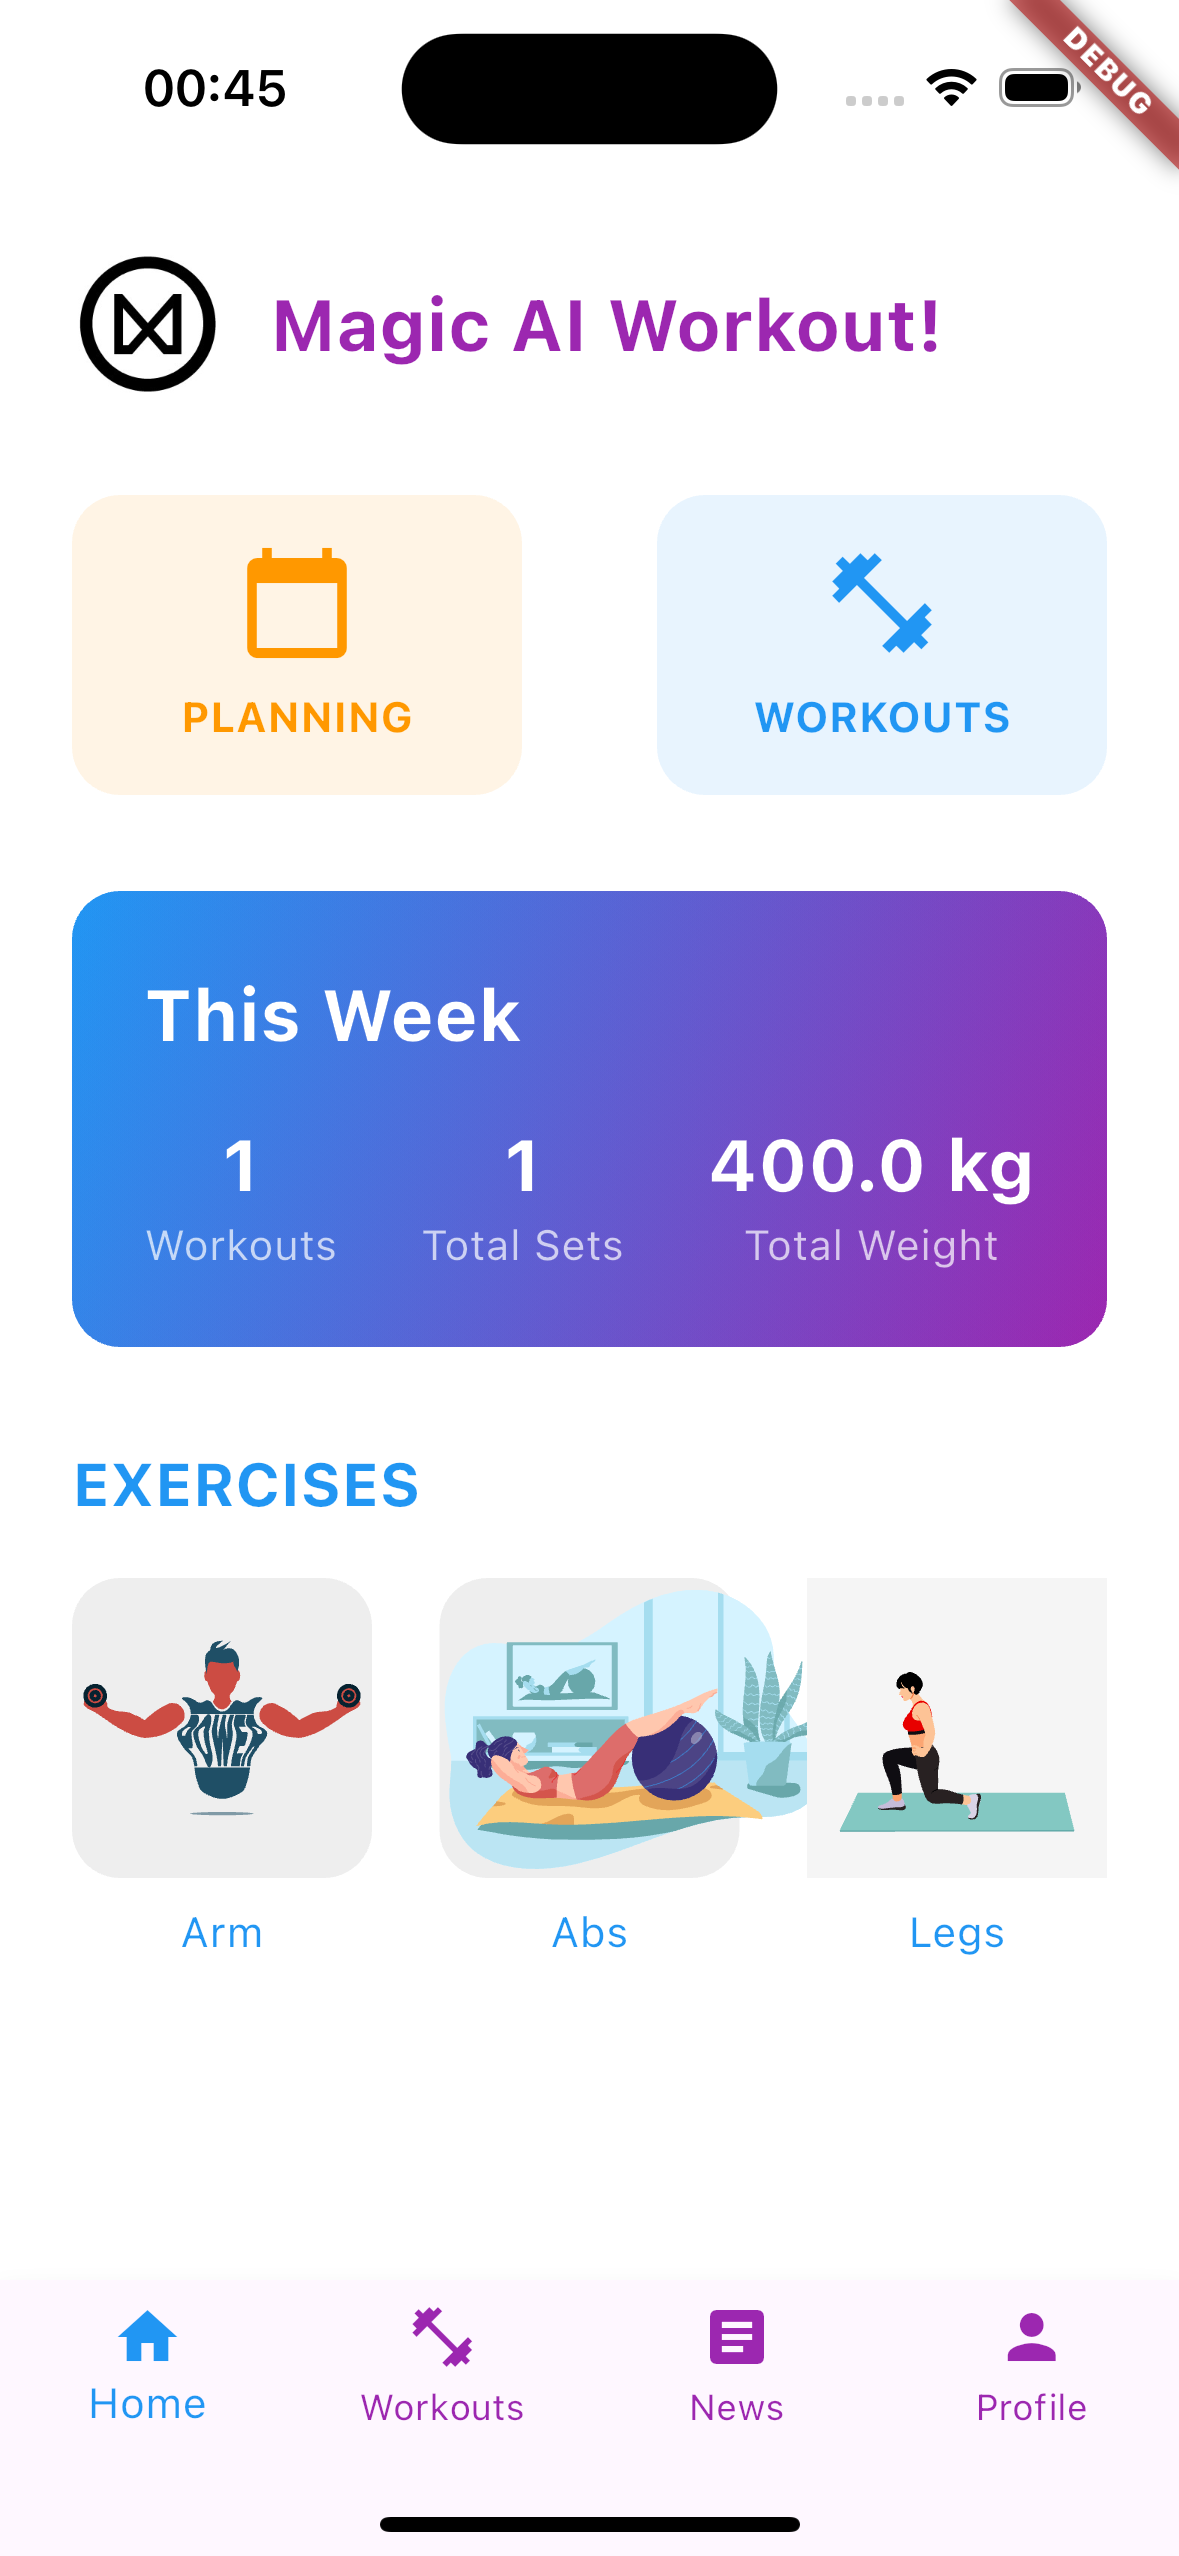 00:45
DEBUG
Magic AI Workout!
PLANNING
WORKOUTS
This Week
1
1
400.0 kg
Workouts
Total Sets
Total Weight
EXERCISES
POWER
Arm
Abs
Legs
Home
Workouts
News
Profile